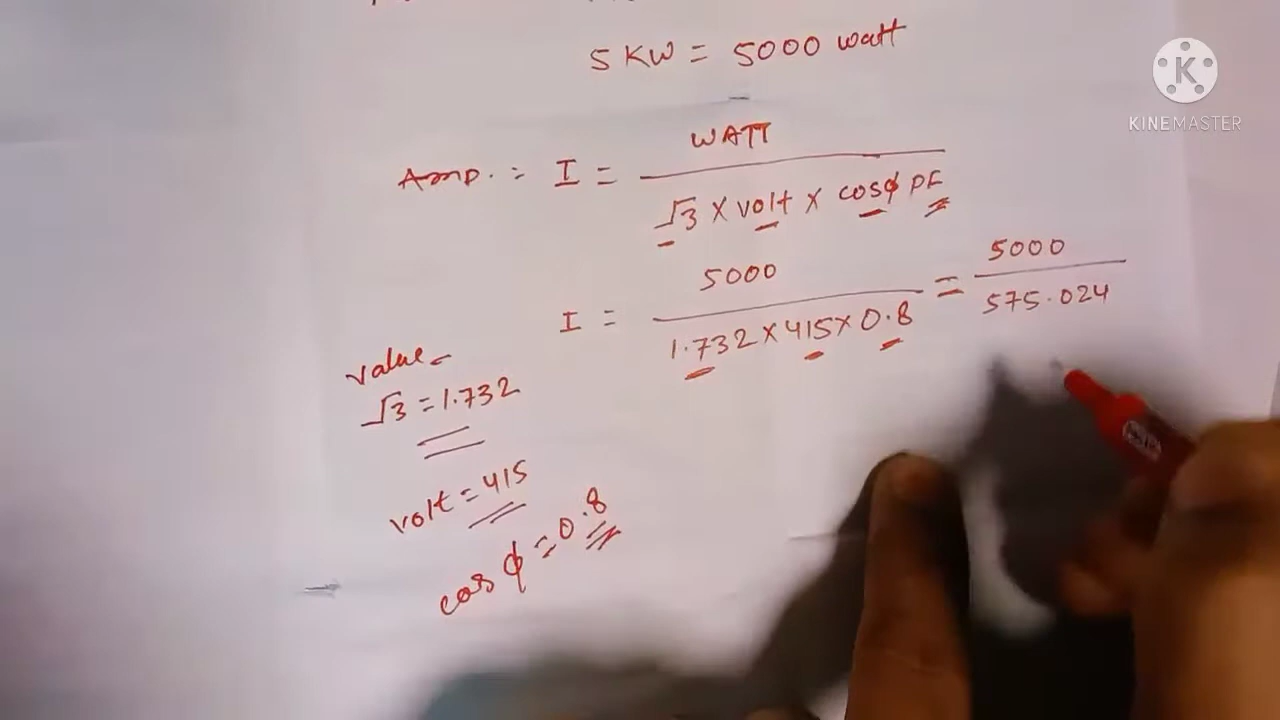 5 KW = 5000 watt
WATT
Amp. : I = √3 X volt X cosϕ PF
5000
I = 1.732 X 415 X 0.8 = 5000
575.024
value-
√3 = 1.732
volt = 415
cos ϕ = 0.8
K
KINEMASTER